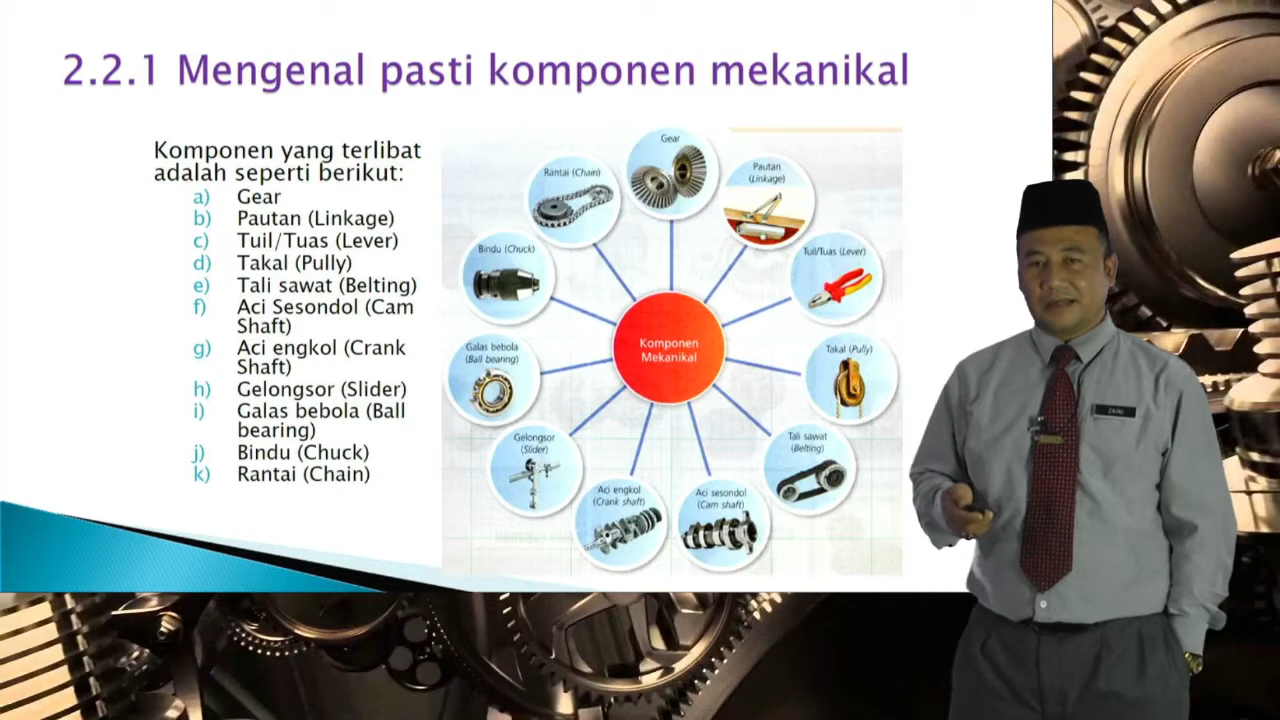 2.2.1 Mengenal pasti komponen mekanikal
Komponen yang terlibat
adalah seperti berikut:
a) Gear
b) Pautan (Linkage)
c) Tuil/Tuas (Lever)
d) Takal (Pully)
e) Tali sawat (Belting)
f) Aci Sesondol (Cam
Shaft)
g) Aci engkol (Crank
Shaft)
h) Gelongsor (Slider)
i) Galas bebola (Ball
bearing)
j) Bindu (Chuck)
k) Rantai (Chain)
Gear
Pautan
(Linkage)
Tuil/Tuas (Lever)
Takal (Pully)
Tali sawat
(Belting)
Aci sesondol
(Cam shaft)
Aci engkol
(Crank shaft)
Gelongsor
(Slider)
Galas bebola
(Ball bearing)
Bindu (Chuck)
Rantai (Chain)
Komponen
Mekanikal